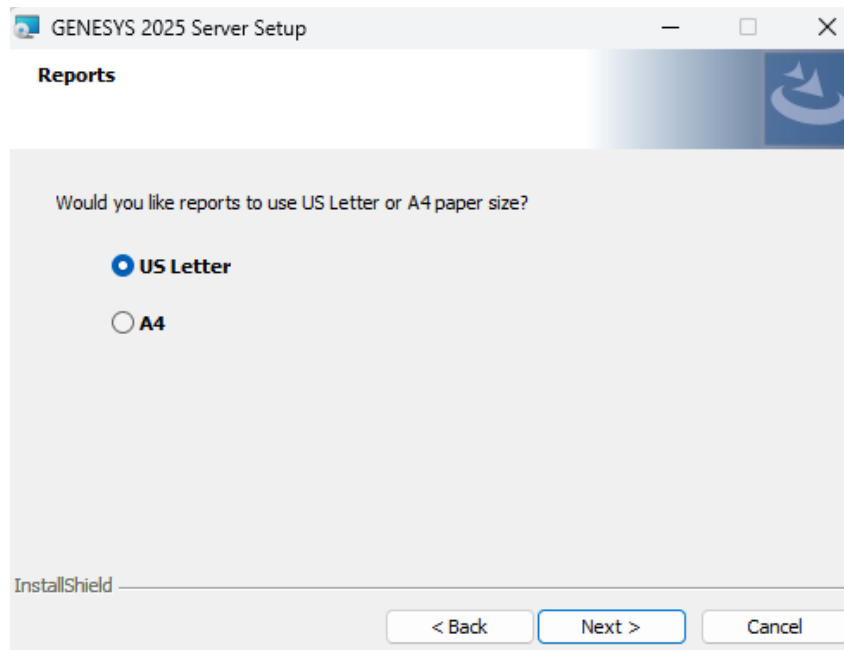 GENESYS 2025 Server Setup
Reports
Would you like reports to use US Letter or A4 paper size?
US Letter
A4
InstallShield
< Back Next > Cancel